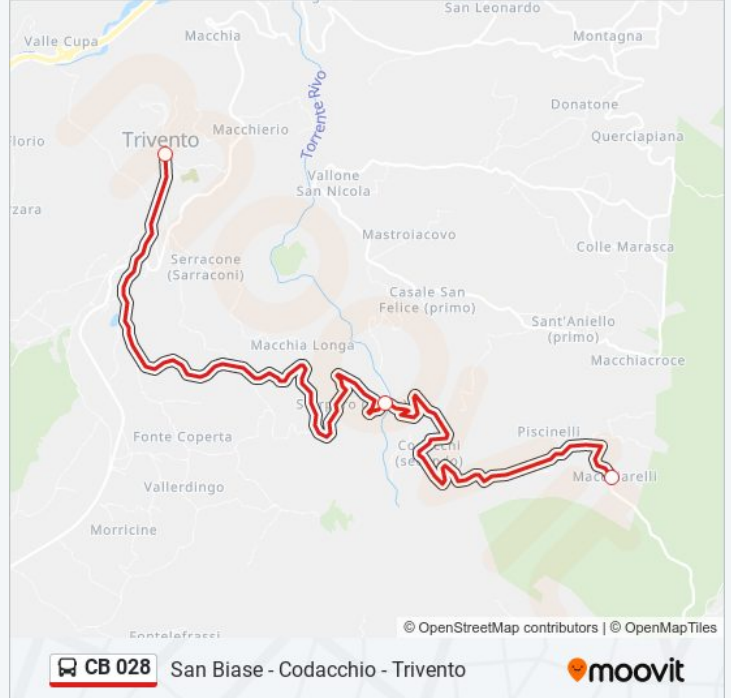 San Leonardo
Valle Cupa
Macchia
Montagna
Torrente Rivo
Donatone
Macchierio
Querciapiana
Trivento
Vallone
San Nicola
Mastroiacovo
Colle Marasca
Serracone
(Sarraconi)
Casale San
Felice (primo)
Sant'Aniello
(primo)
Macchia Longa
Macchiacroce
Fonte Coperta
Piscinelli
Vallerdingo
Morricine
Fontelefrassi
© OpenStreetMap contributors | © OpenMapTiles
CB 028
San Biase - Codacchio - Trivento
moovit